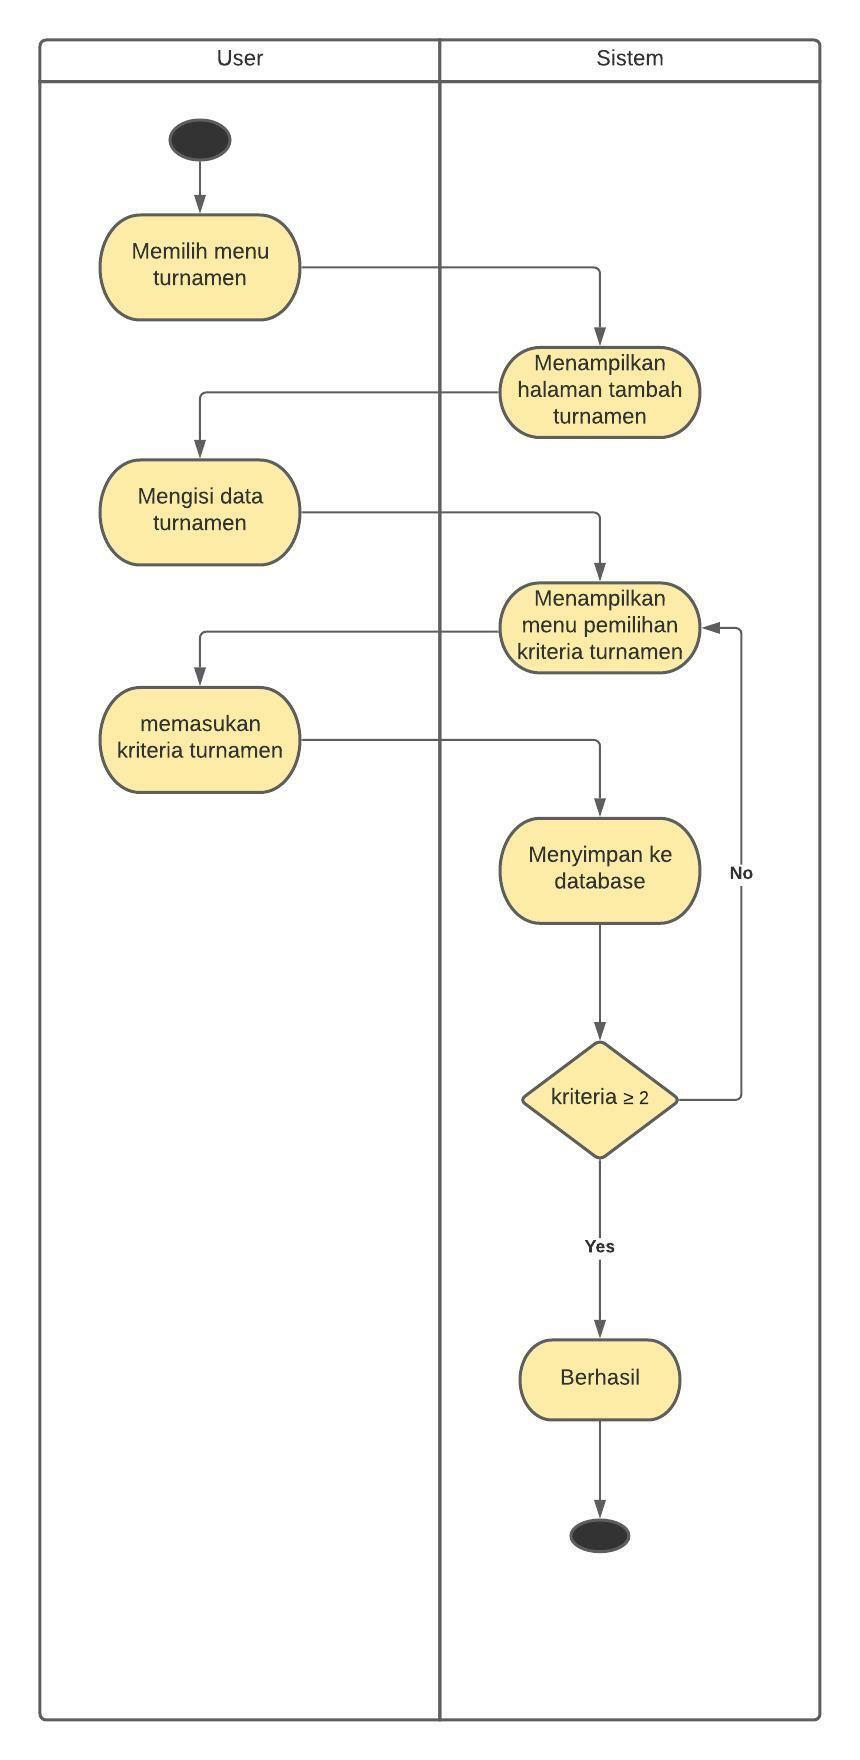 User
Sistem
Memilih menu
turnamen
Menampilkan
halaman tambah
turnamen
Mengisi data
turnamen
Menampilkan
menu pemilihan
kriteria turnamen
memasukan
kriteria turnamen
Menyimpan ke
database
No
kriteria ≥ 2
Yes
Berhasil